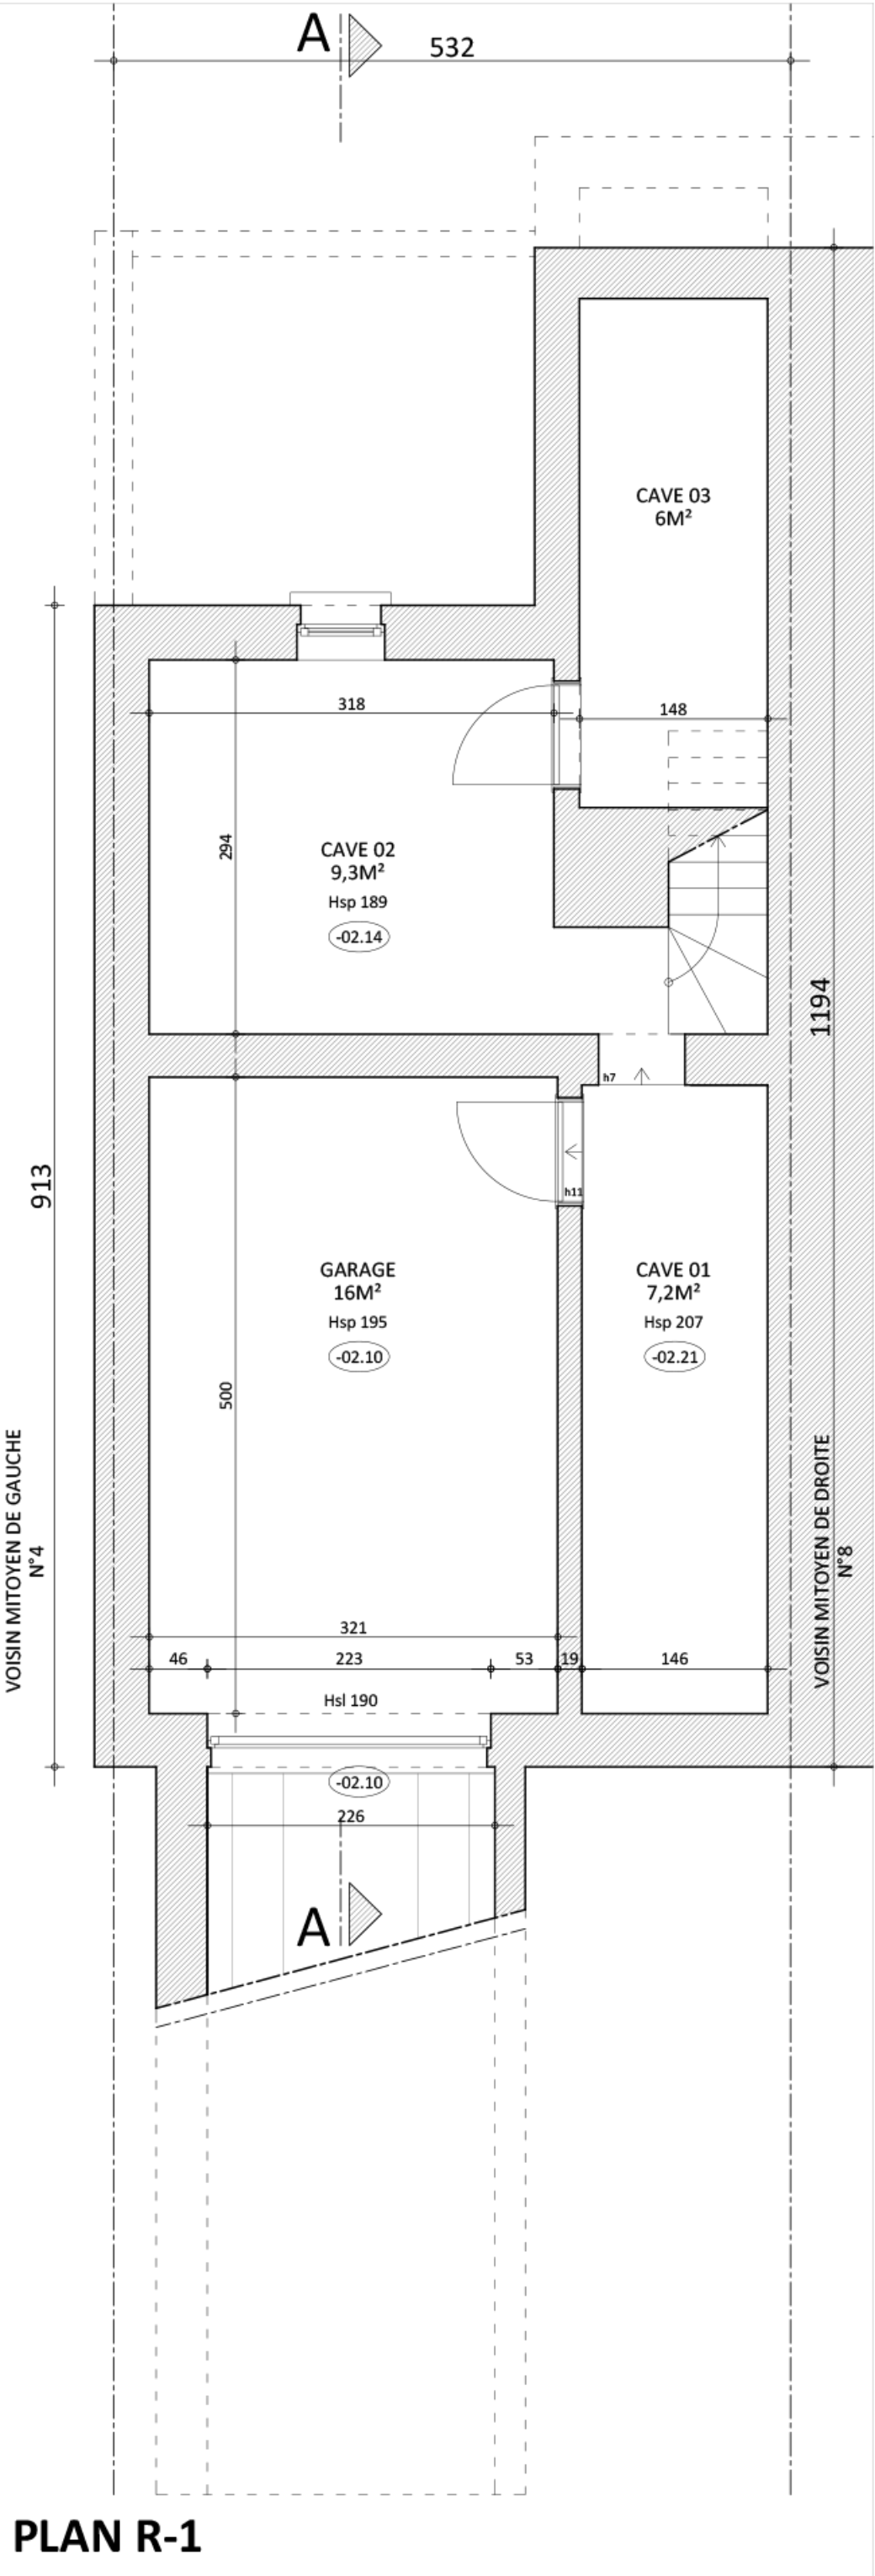 A
532
CAVE 03
6M²
318
148
294
CAVE 02
9,3M²
Hsp 189
-02.14
1194
h7
913
h11
GARAGE
16M²
Hsp 195
-02.10
CAVE 01
7,2M²
Hsp 207
-02.21
500
VOISIN MITOYEN DE GAUCHE
N°4
VOISIN MITOYEN DE DROITE
N°8
321
46
223
53
19
146
Hsl 190
-02.10
226
A
PLAN R-1